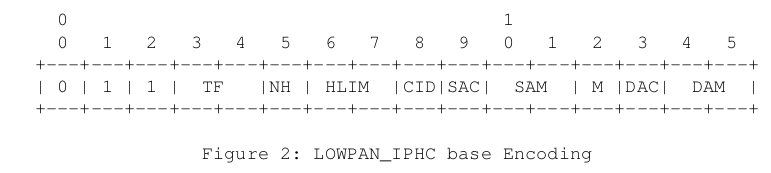 0                                       1
0   1   2   3   4   5   6   7   8   9   0   1   2   3   4   5
+---+---+---+---+---+---+---+---+---+---+---+---+---+---+---+---+
| 0 | 1 | 1 |  TF   |NH | HLIM  |CID|SAC|  SAM  | M |DAC|  DAM  |
+---+---+---+---+---+---+---+---+---+---+---+---+---+---+---+---+
Figure 2: LOWPAN_IPHC base Encoding